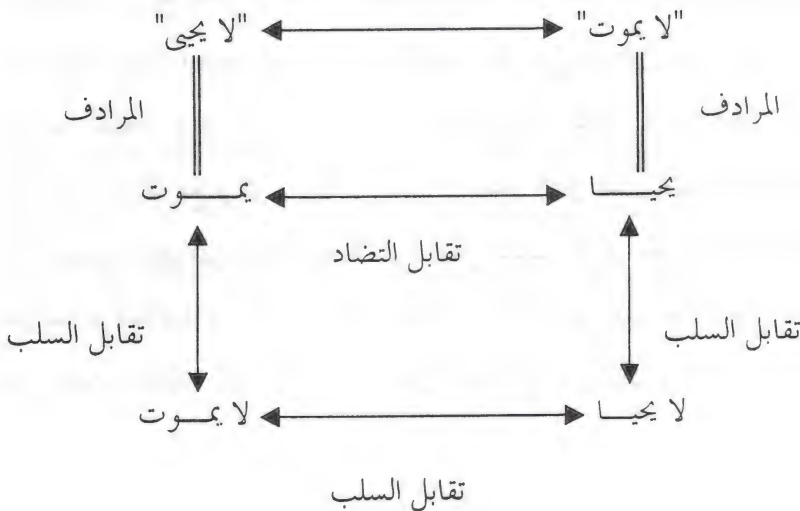 "لا يموت" "لا يحيى"
المرادف المرادف
يحيـــا يمـــوت
تقابل التضاد
تقابل السلب تقابل السلب
لا يحيـــا لا يمـــوت
تقابل السلب